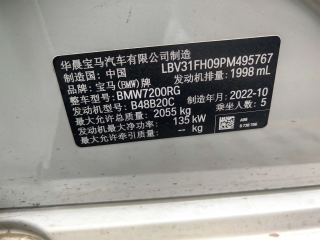 华晨宝马汽车有限公司制造
制造国: 中国 LBV31FH09PM495767
品牌: 宝马(BMW)牌 发动机排量: 1998 mL
整车型号: BMW7200RG
发动机型号: B48B20C 制造年月: 2022-10
最大允许总质量: 2055 kg 乘坐人数: 5
发动机最大净功率: 135 kW
最大允许牵引质量: -- kg